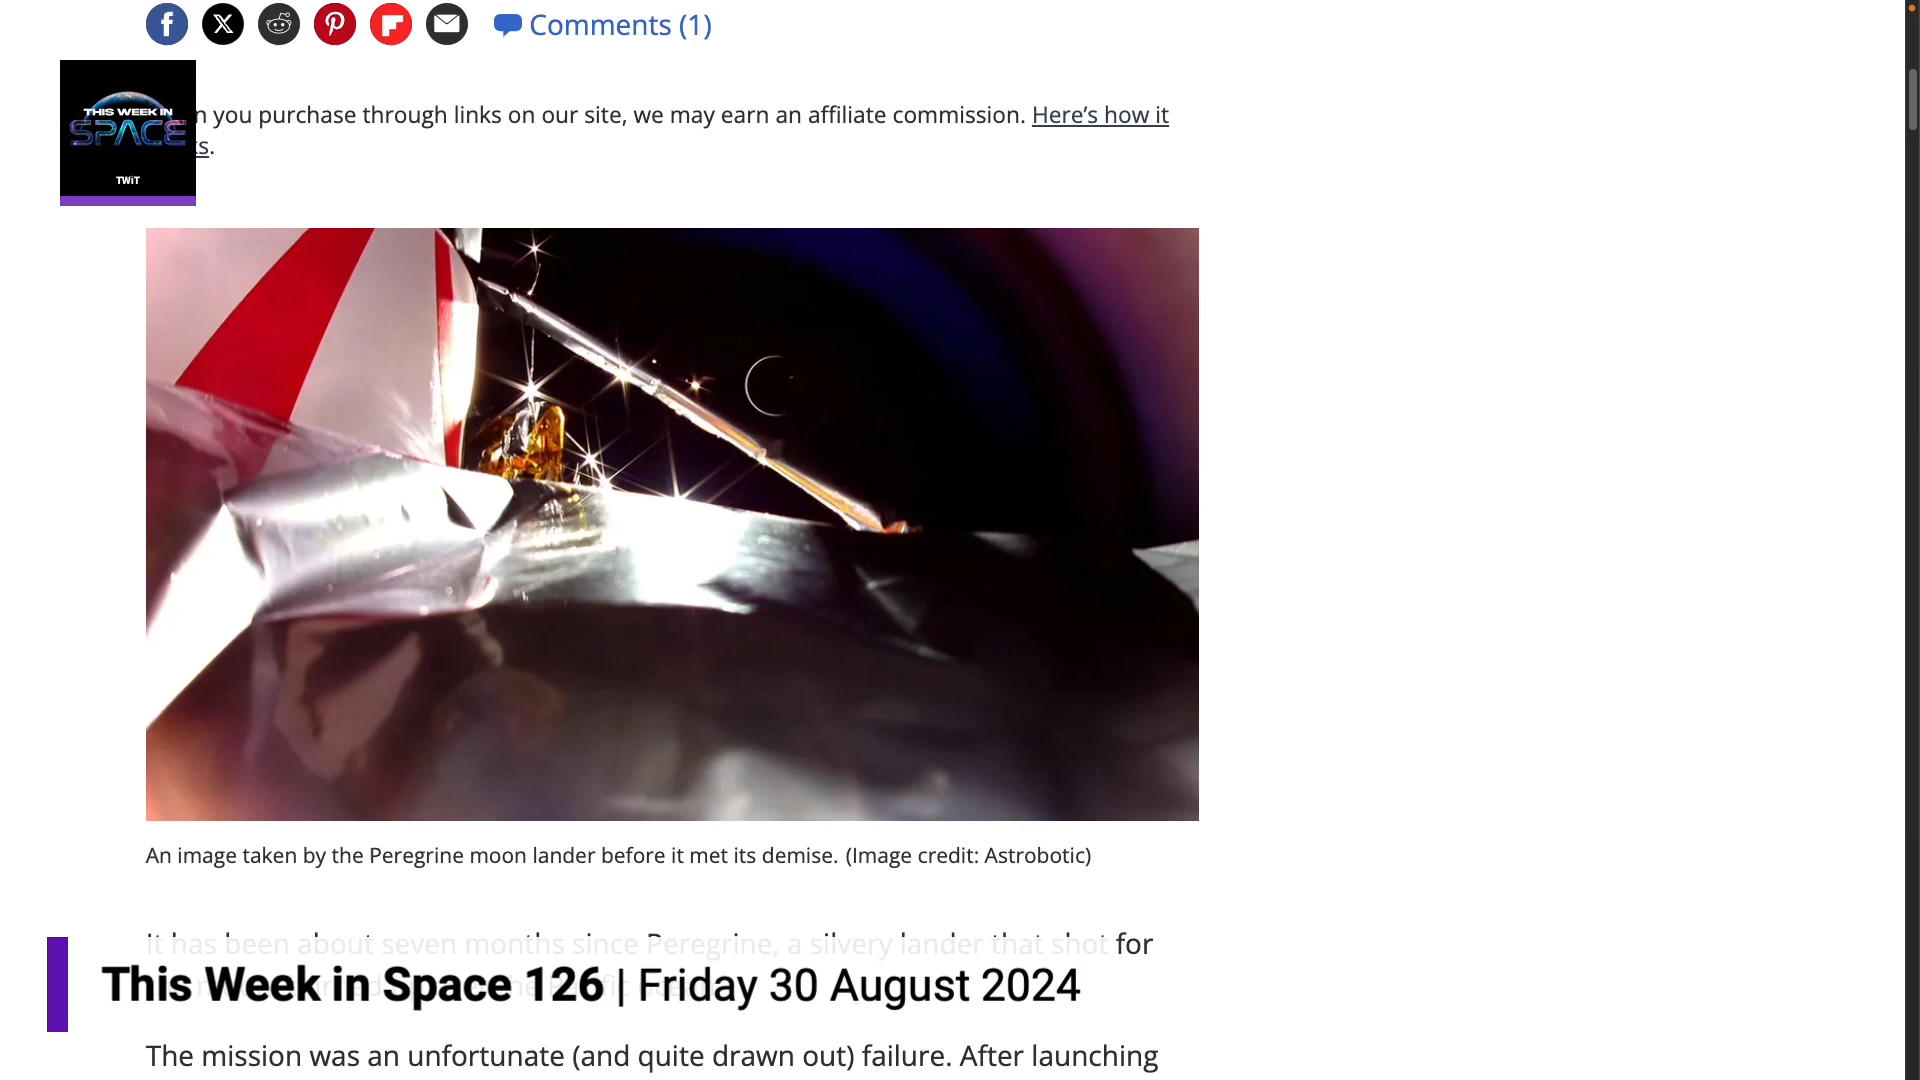 Comments (1)
THIS WEEK IN
SPACE
TWiT
n you purchase through links on our site, we may earn an affiliate commission. Here's how it
ks.
An image taken by the Peregrine moon lander before it met its demise. (Image credit: Astrobotic)
It has been about seven months since Peregrine, a silvery lander that shot for
This Week in Space 126 | Friday 30 August 2024
The mission was an unfortunate (and quite drawn out) failure. After launching